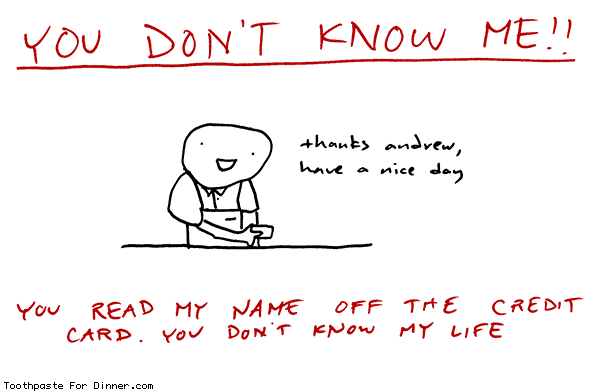 YOU DON'T KNOW ME!!
thanks andrew,
have a nice day
YOU READ MY NAME OFF THE CREDIT
CARD. YOU DON'T KNOW MY LIFE
Toothpaste For Dinner.com